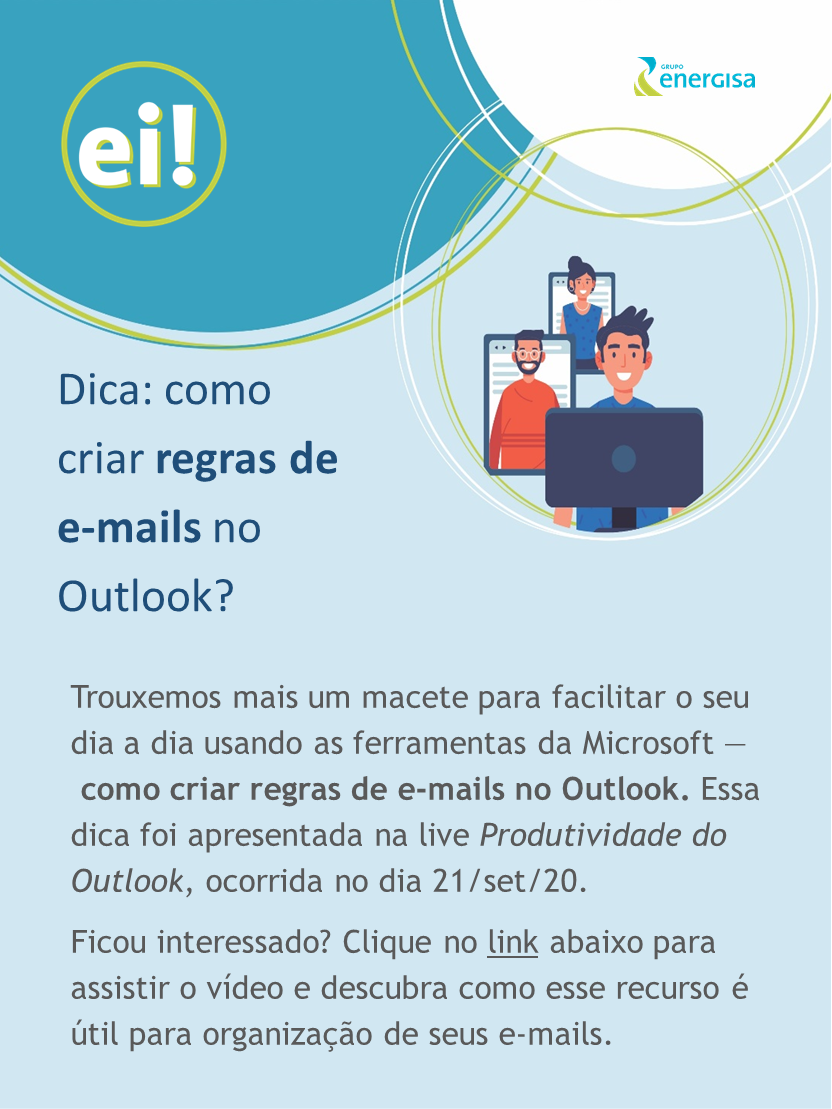 ei!
GRUPO
energisa
Dica: como
criar regras de
e-mails no
Outlook?
Trouxemos mais um macete para facilitar o seu
dia a dia usando as ferramentas da Microsoft —
como criar regras de e-mails no Outlook. Essa
dica foi apresentada na live Produtividade do
Outlook, ocorrida no dia 21/set/20.
Ficou interessado? Clique no link abaixo para
assistir o vídeo e descubra como esse recurso é
útil para organização de seus e-mails.